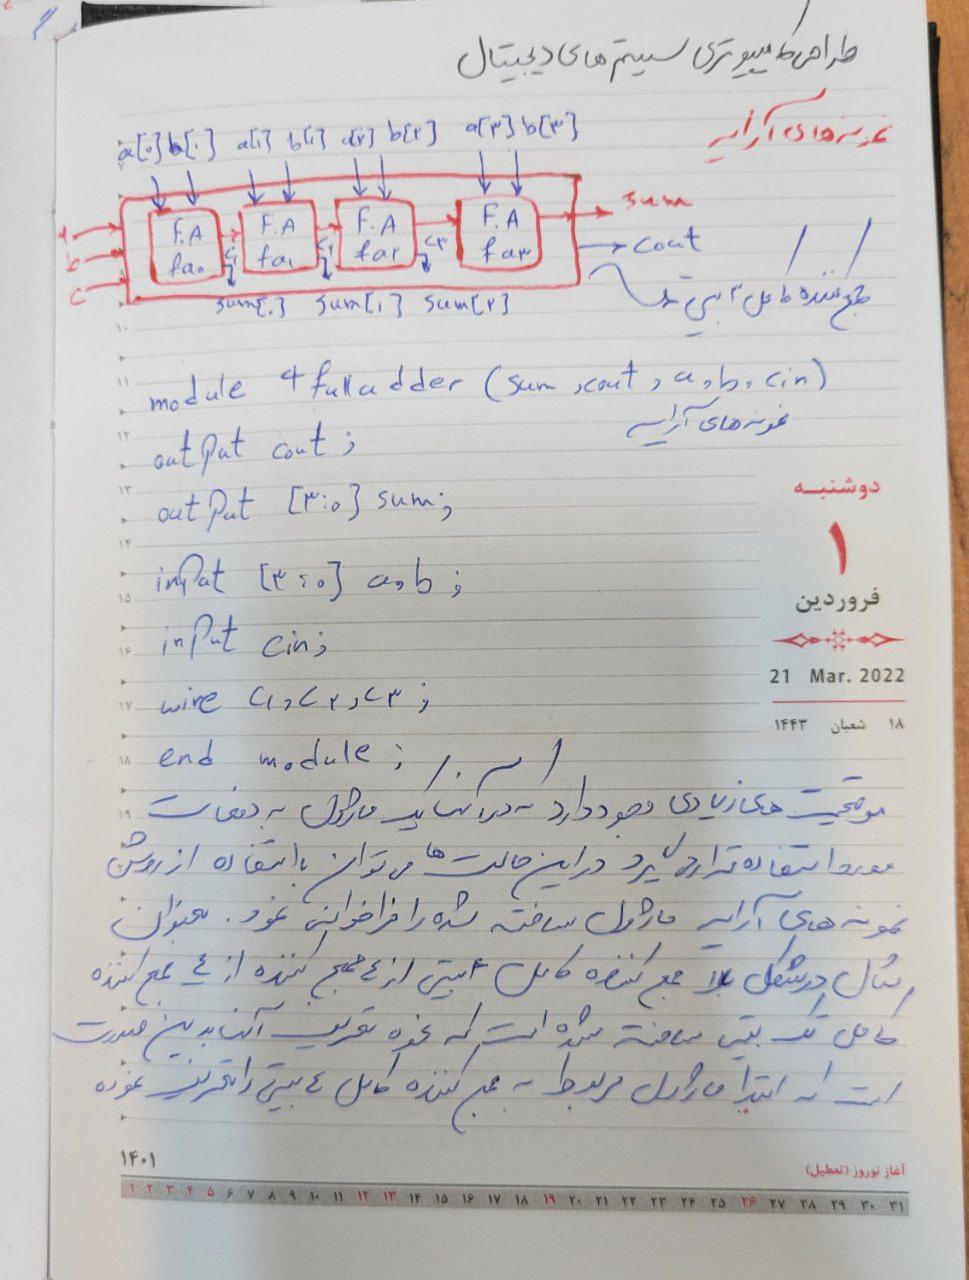 طراحی کامپیوتری سیستم های دیجیتال
نمونه های آرایه
a[۰] b[۰] a[۱] b[۱] a[۲] b[۲] a[۳] b[۳]
F.A fa۰
F.A fa۱
F.A fa۲
F.A fa۳
sum
cout
b
c
c۱ c۲ c۳
sum[۰] sum[۱] sum[۲]
جمع کننده کامل ۴ بیتی
module 4fulladder (sum ,cout , a, b, cin)
نمونه های آرایه
output cout ;
output [۳:۰] sum;
input [۳:۰] a,b ;
input cin;
wire c۱,c۲,c۳ ;
end module ;
موقعیت های زیادی وجود دارد که در آنها یک ماژول به دفعات
مورد استفاده قرار می گیرد در این حالت ها می توان با استفاده از روش
نمونه های آرایه ماژول ساخته شده را فراخوانی نمود. بعنوان
مثال در شکل بالا جمع کننده کامل ۴ بیتی از ۴ جمع کننده از ۴ جمع کننده
کامل تک بیتی ساخته شده است که نحوه تعریف آن بدین صورت
است که ابتدا ماژول مربوط به جمع کننده کامل ۴ بیتی را تعریف نموده
دوشنبه
۱
فروردین
21 Mar. 2022
۱۸ شعبان ۱۴۴۳
۱۰
۱۱
۱۲
۱۳
۱۴
۱۵
۱۶
۱۷
۱۸
۱۹
۱۴۰۱
آغاز نوروز (تعطیل)
۱ ۲ ۳ ۴ ۵ ۶ ۷ ۸ ۹ ۱۰ ۱۱ ۱۲ ۱۳ ۱۴ ۱۵ ۱۶ ۱۷ ۱۸ ۱۹ ۲۰ ۲۱ ۲۲ ۲۳ ۲۴ ۲۵ ۲۶ ۲۷ ۲۸ ۲۹ ۳۰ ۳۱